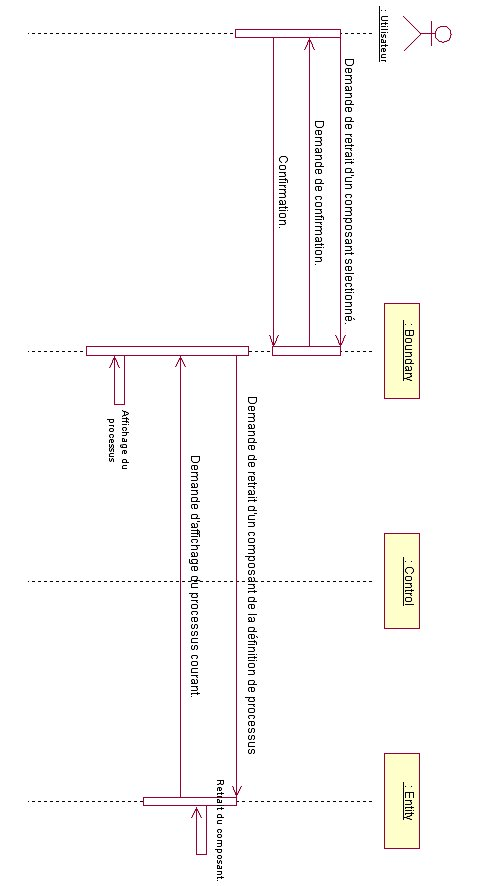 : Utilisateur
: Boundary
: Control
: Entity
Demande de retrait d'un composant selectionné.
Demande de confirmation.
Confirmation.
Demande de retrait d'un composant de la définition de processus
Retrait du composant.
Demande d'affichage du processus courant.
Affichage du
processus